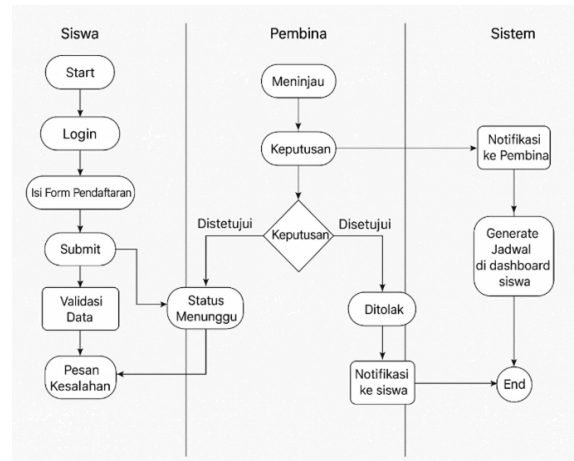 Siswa
Pembina
Sistem
Start
Login
Isi Form Pendaftaran
Submit
Validasi
Data
Pesan
Kesalahan
Meninjau
Keputusan
Keputusan
Distetujui
Disetujui
Status
Menunggu
Ditolak
Notifikasi
ke siswa
Notifikasi
ke Pembina
Generate
Jadwal
di dashboard
siswa
End